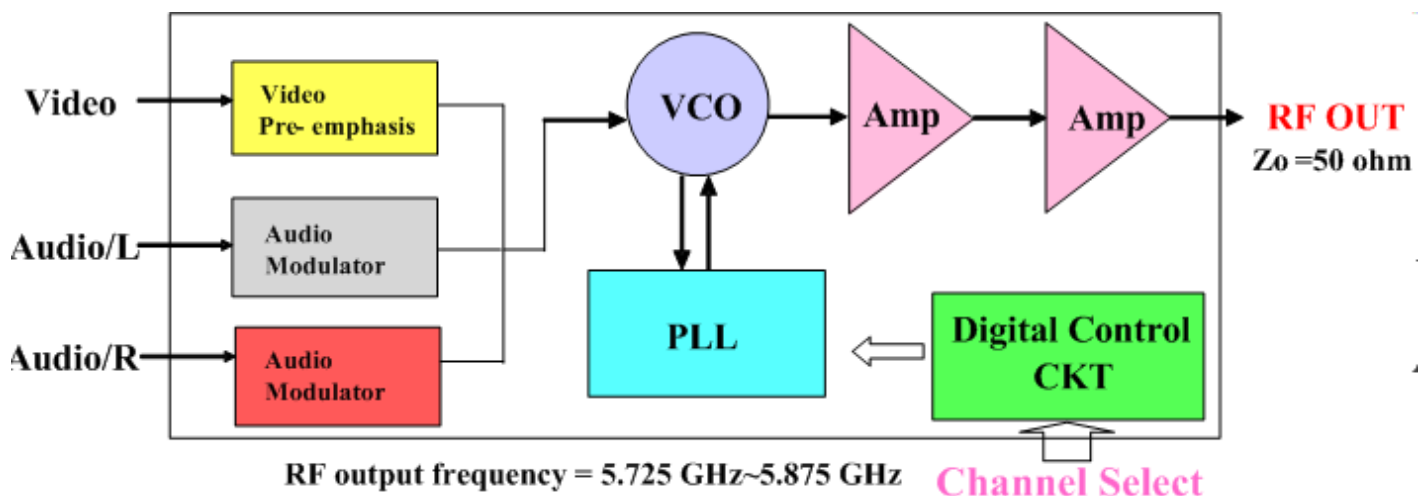 Video
Video
Pre- emphasis
Audio/L
Audio
Modulator
Audio/R
Audio
Modulator
VCO
PLL
Amp
Amp
RF OUT
Zo =50 ohm
Digital Control
CKT
RF output frequency = 5.725 GHz~5.875 GHz
Channel Select